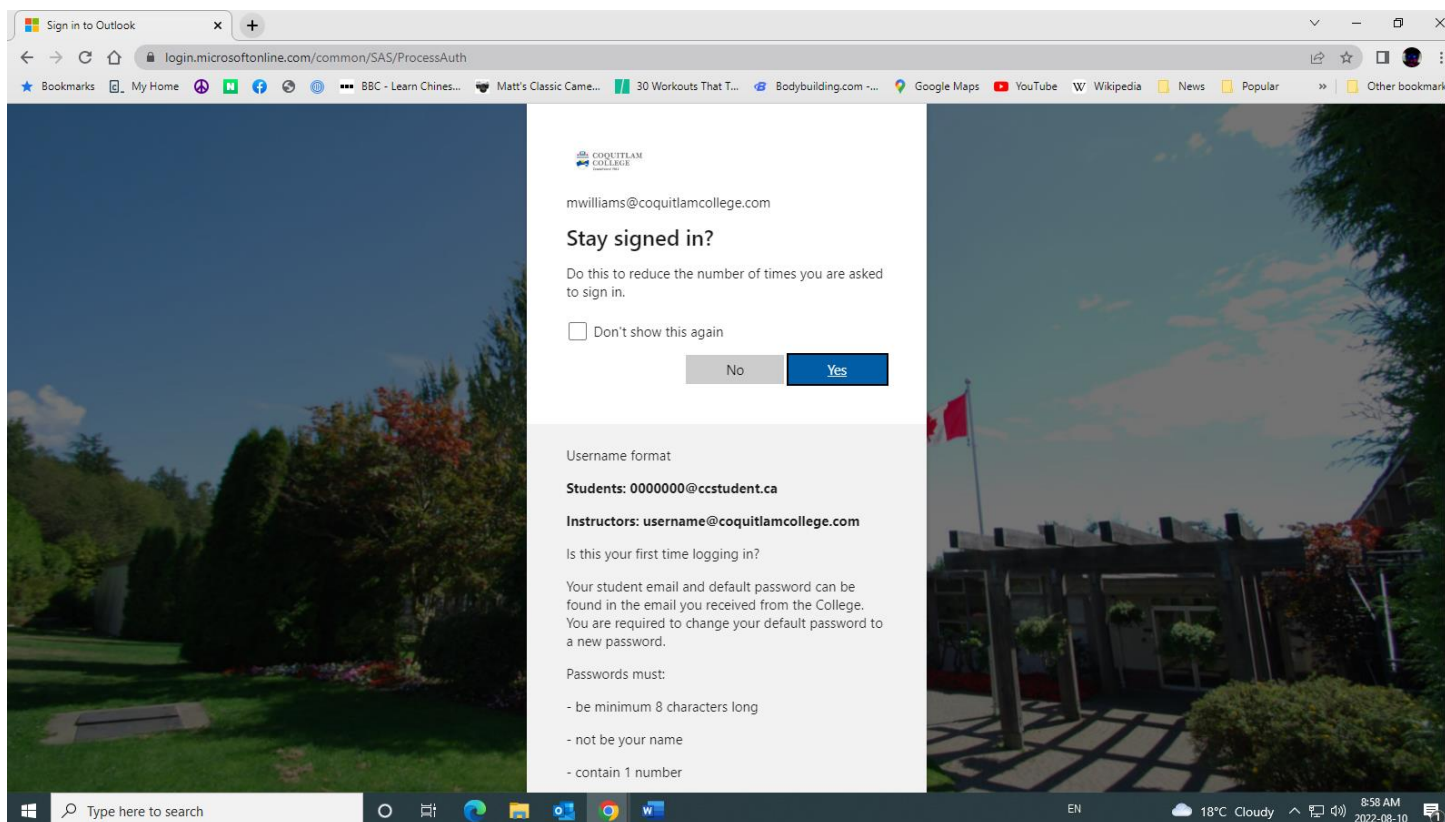 Sign in to Outlook
login.microsoftonline.com/common/SAS/ProcessAuth
Bookmarks My Home BBC - Learn Chines... Matt's Classic Came... 30 Workouts That T... Bodybuilding.com -... Google Maps YouTube Wikipedia News Popular » Other bookmark
COQUITLAM
COLLEGE
mwilliams@coquitlamcollege.com
Stay signed in?
Do this to reduce the number of times you are asked
to sign in.
Don't show this again
No Yes
Username format
Students: 0000000@ccstudent.ca
Instructors: username@coquitlamcollege.com
Is this your first time logging in?
Your student email and default password can be
found in the email you received from the College.
You are required to change your default password to
a new password.
Passwords must:
- be minimum 8 characters long
- not be your name
- contain 1 number
Type here to search EN 18°C Cloudy 8:58 AM
2022-08-10